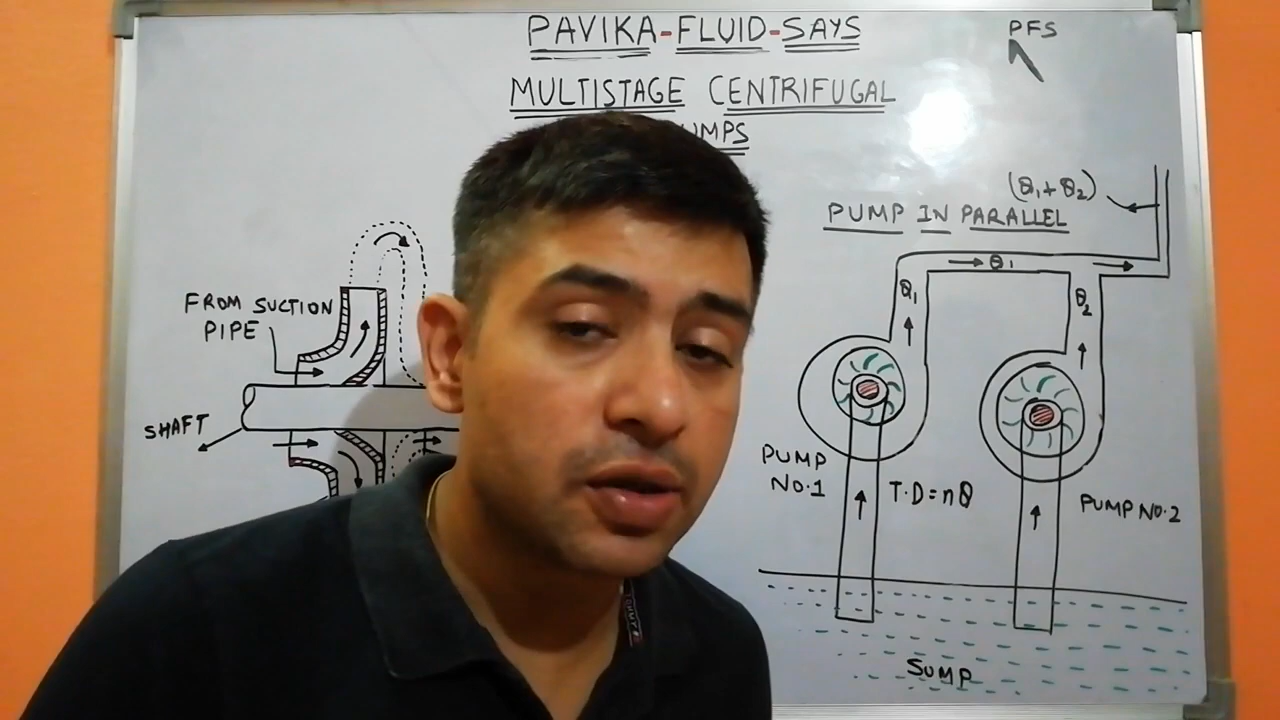 PAVIKA-FLUID-SAYS
PFS
MULTISTAGE CENTRIFUGAL
(Q₁+Q₂)
PUMP IN PARALLEL
FROM SUCTION
PIPE
SHAFT
Q₁
Q₁
Q₂
PUMP
NO.1
T.D=nQ
PUMP NO.2
SUMP